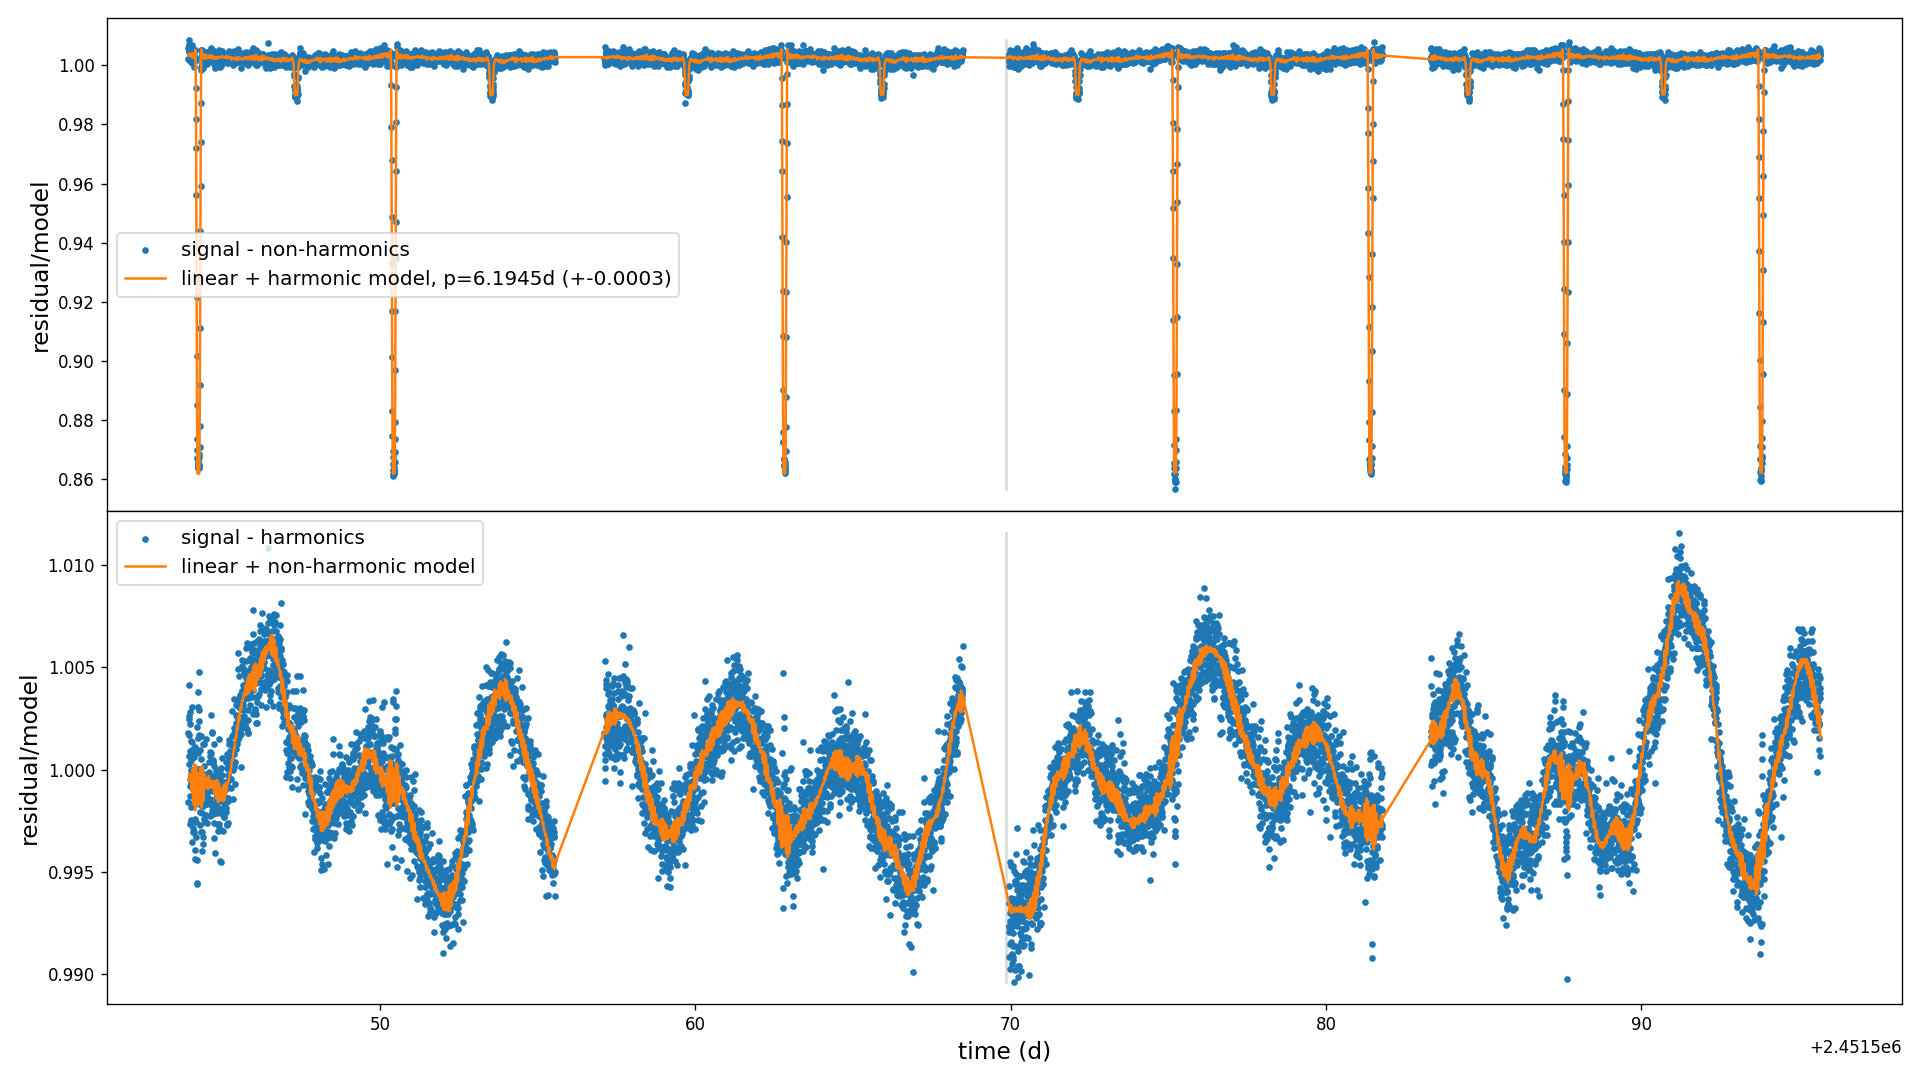 1.00
0.98
0.96
0.94
0.92
0.90
0.88
0.86
residual/model
signal - non-harmonics
linear + harmonic model, p=6.1945d (+-0.0003)
1.010
1.005
1.000
0.995
0.990
residual/model
signal - harmonics
linear + non-harmonic model
50 60 70 80 90
time (d)
+2.4515e6